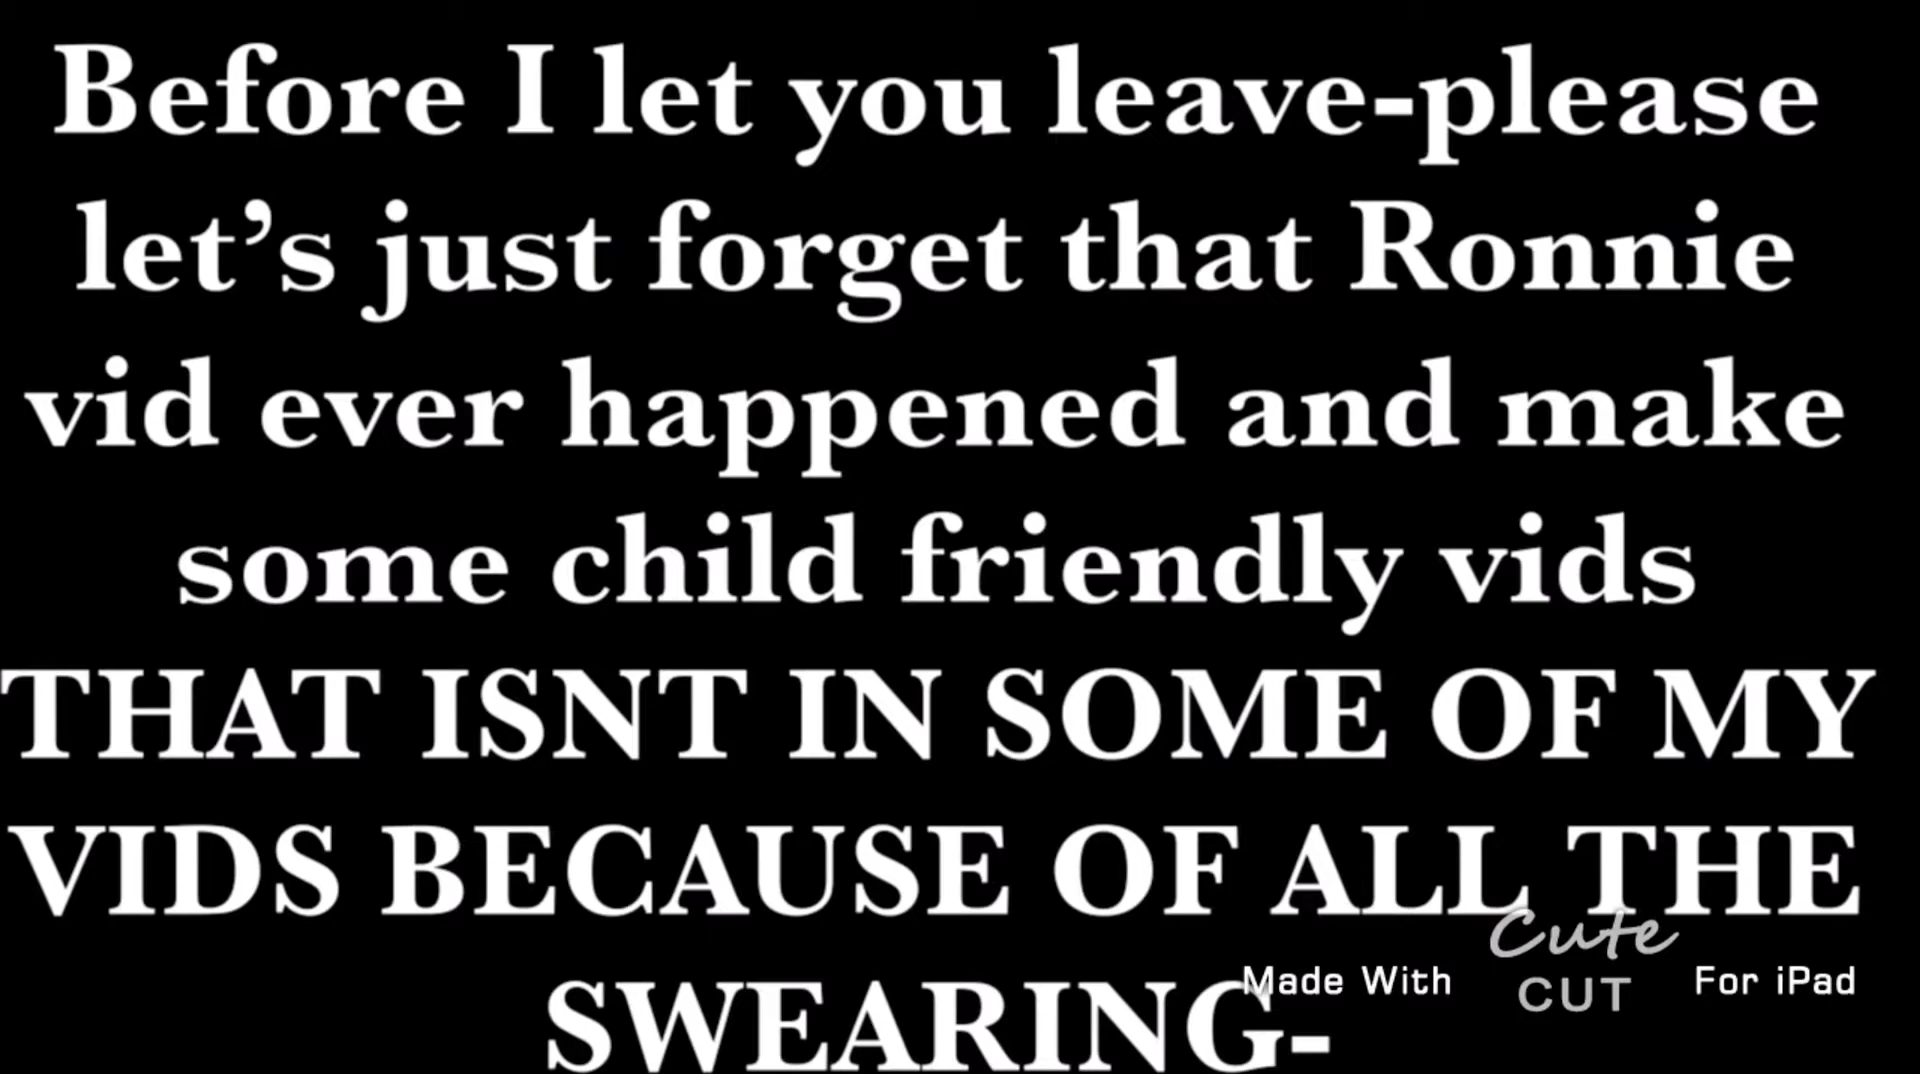 Before I let you leave-please
let’s just forget that Ronnie
vid ever happened and make
some child friendly vids
THAT ISNT IN SOME OF MY
VIDS BECAUSE OF ALL THE
SWEARING-
Made With Cute CUT For iPad